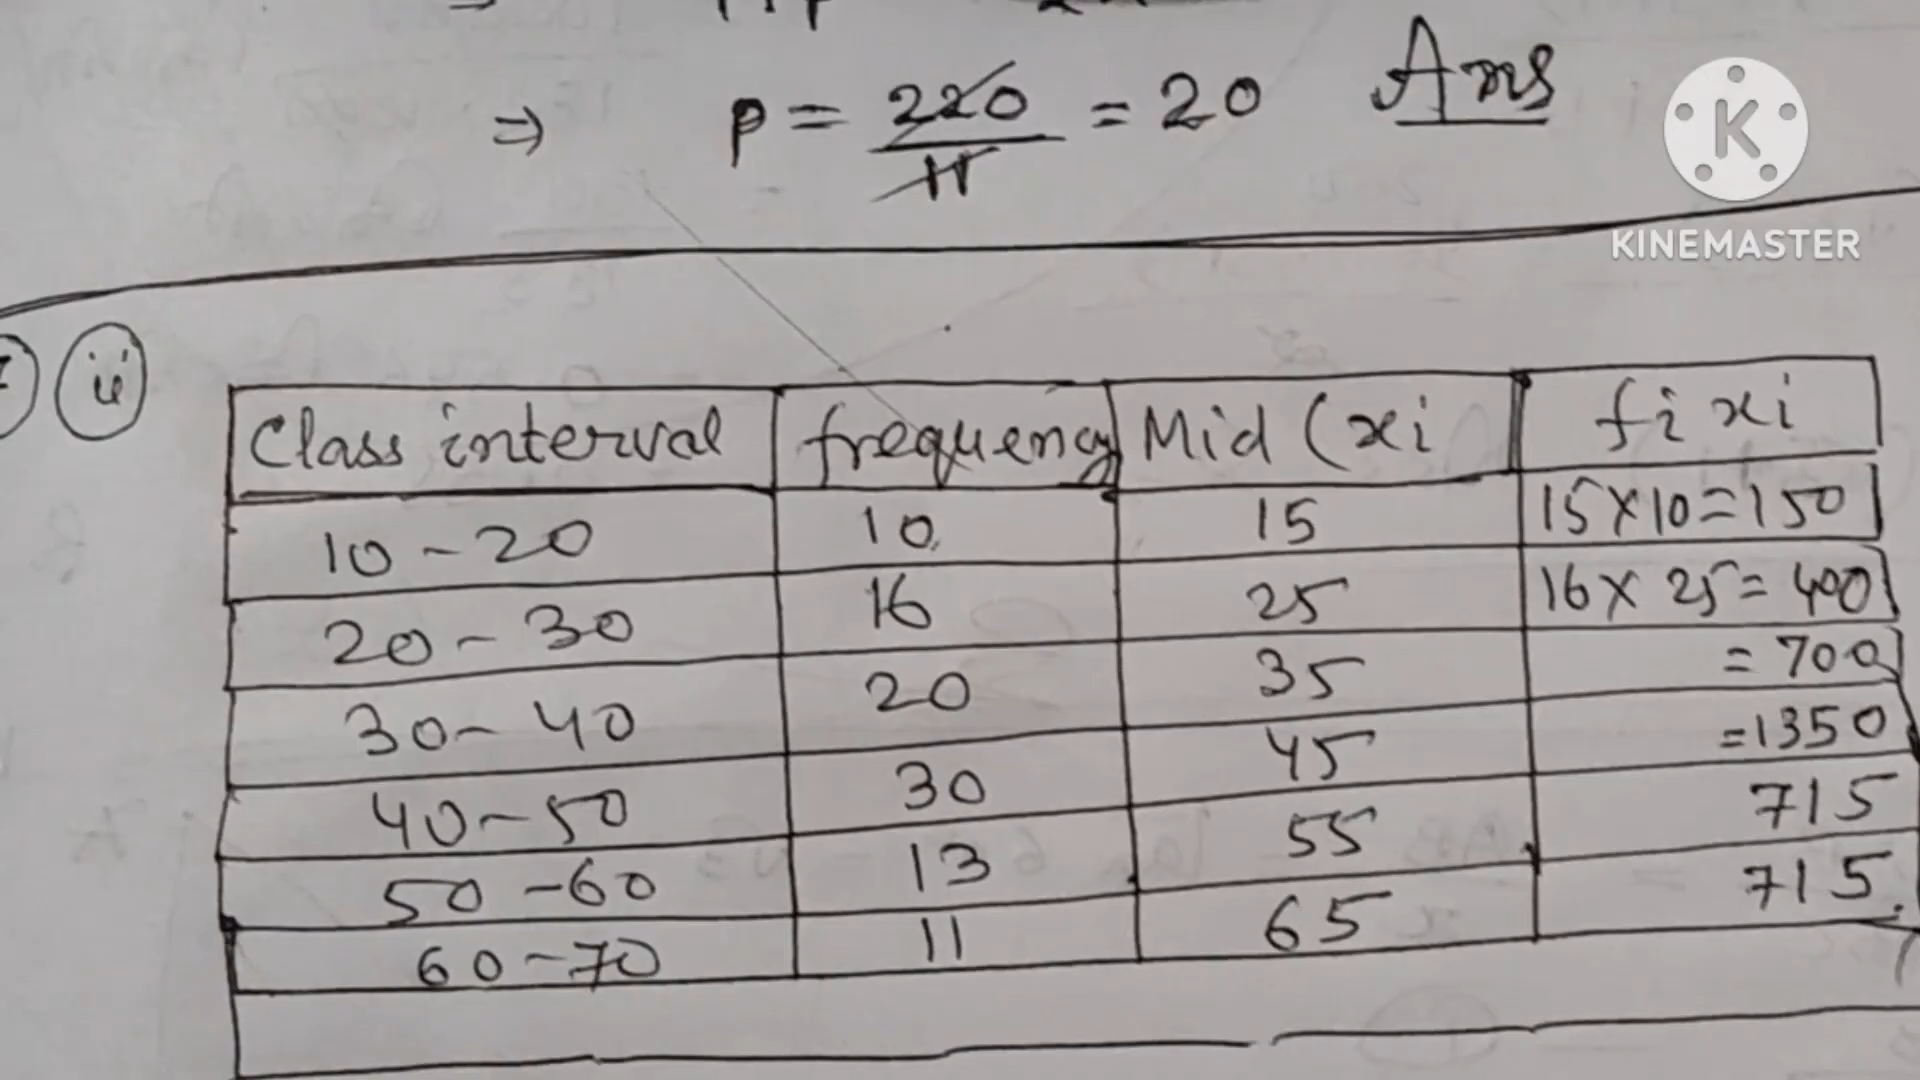 ⇒ p = 220/11 = 20 Ans
K
KINEMASTER
ii
Class interval frequency Mid (xi fi xi
10-20 10 15 15×10=150
20-30 16 25 16× 25=400
30-40 20 35 =700
40-50 30 45 =1350
50-60 13 55 715
60-70 11 65 715